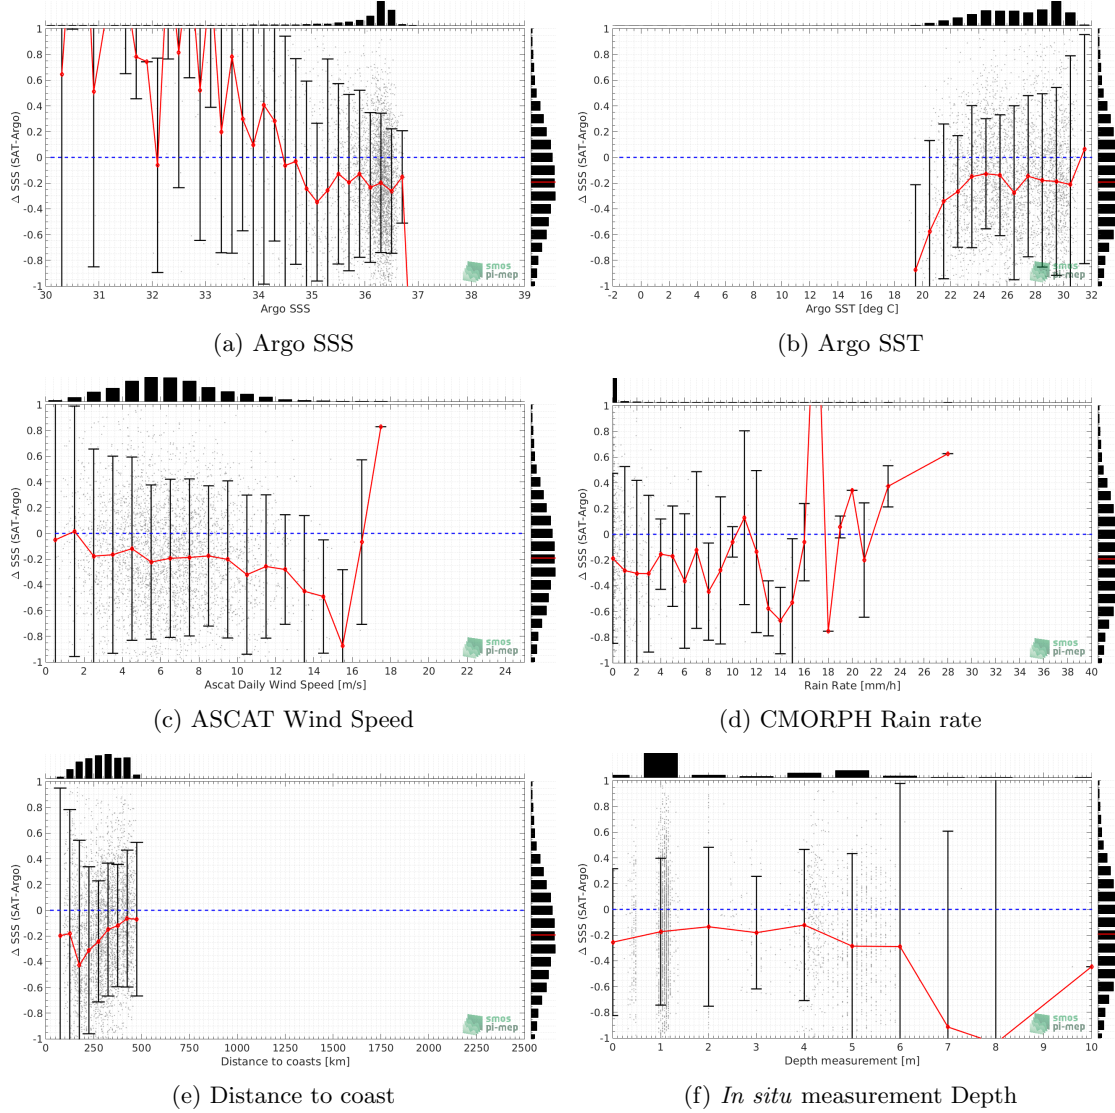 1
0.8
0.6
0.4
0.2
0
-0.2
-0.4
-0.6
-0.8
-1
Δ SSS (SAT-Argo)
30 31 32 33 34 35 36 37 38 39
Argo SSS
smos
pi-mep
(a) Argo SSS
1
0.8
0.6
0.4
0.2
0
-0.2
-0.4
-0.6
-0.8
-1
Δ SSS (SAT-Argo)
-2 0 2 4 6 8 10 12 14 16 18 20 22 24 26 28 30 32
Argo SST [deg C]
smos
pi-mep
(b) Argo SST
1
0.8
0.6
0.4
0.2
0
-0.2
-0.4
-0.6
-0.8
-1
Δ SSS (SAT-Argo)
0 2 4 6 8 10 12 14 16 18 20 22 24
Ascat Daily Wind Speed [m/s]
smos
pi-mep
(c) ASCAT Wind Speed
1
0.8
0.6
0.4
0.2
0
-0.2
-0.4
-0.6
-0.8
-1
Δ SSS (SAT-Argo)
0 2 4 6 8 10 12 14 16 18 20 22 24 26 28 30 32 34 36 38 40
Rain Rate [mm/h]
smos
pi-mep
(d) CMORPH Rain rate
1
0.8
0.6
0.4
0.2
0
-0.2
-0.4
-0.6
-0.8
-1
Δ SSS (SAT-Argo)
0 250 500 750 1000 1250 1500 1750 2000 2250 2500
Distance to coasts [km]
smos
pi-mep
(e) Distance to coast
1
0.8
0.6
0.4
0.2
0
-0.2
-0.4
-0.6
-0.8
-1
Δ SSS (SAT-Argo)
0 1 2 3 4 5 6 7 8 9 10
Depth measurement [m]
smos
pi-mep
(f) In situ measurement Depth